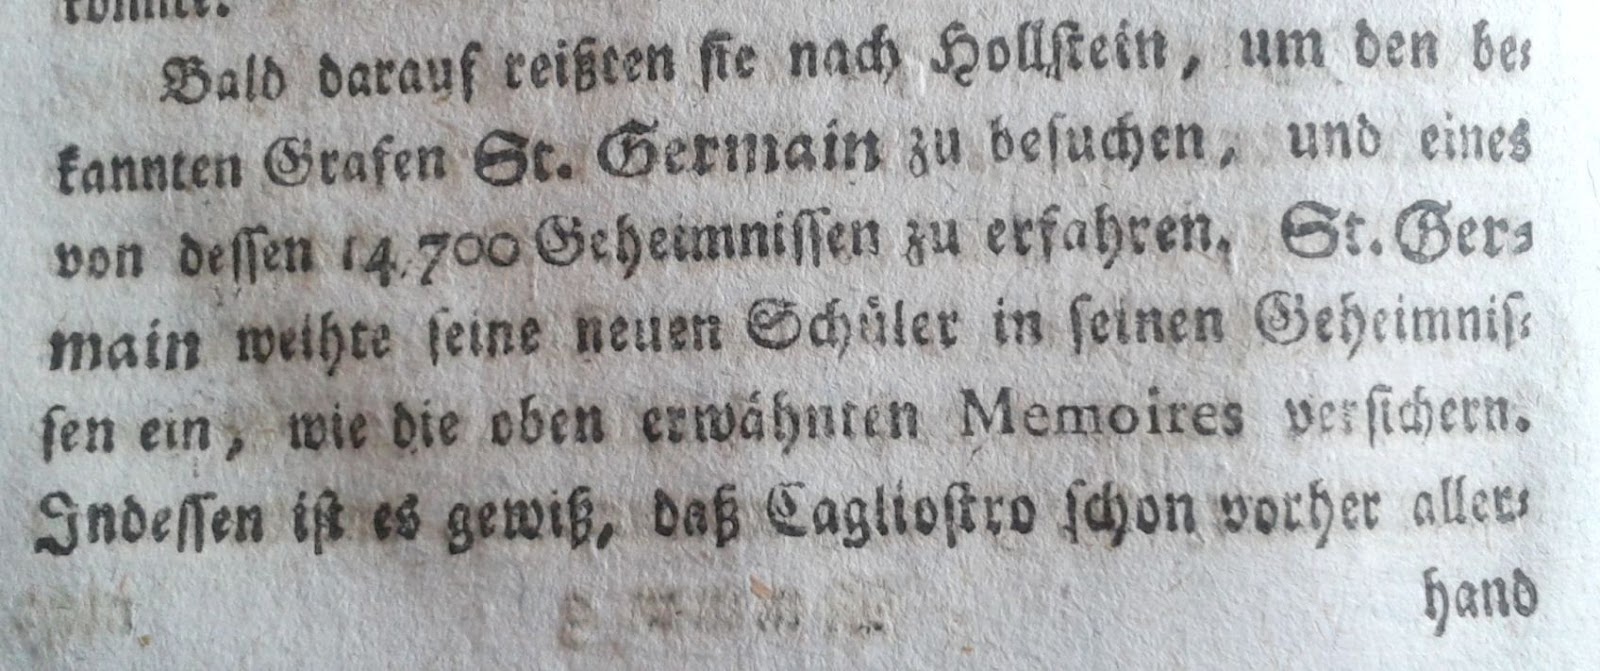 konnte.
Bald darauf reißten sie nach Hollstein, um den be-
kannten Grafen St. Germain zu besuchen, und eines
von dessen 14,700 Geheimnissen zu erfahren. St. Ger-
main weihte seine neuen Schüler in seinen Geheimnis-
sen ein, wie die oben erwähnten Memoires versichern.
Indessen ist es gewiß, daß Cagliostro schon vorher aller-
hand